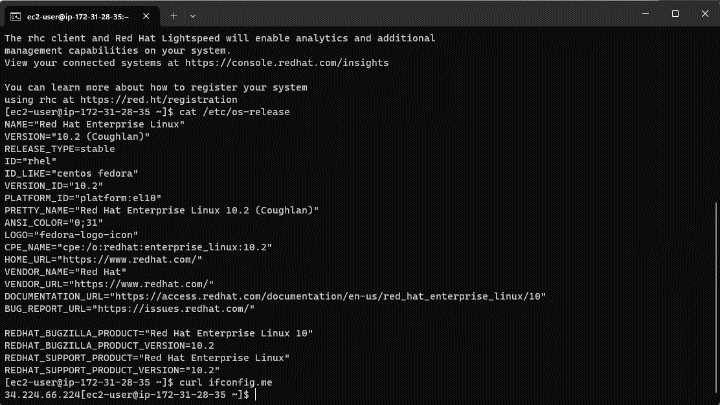 ec2-user@ip-172-31-28-35:~
The rhc client and Red Hat Lightspeed will enable analytics and additional
management capabilities on your system.
View your connected systems at https://console.redhat.com/insights
You can learn more about how to register your system
using rhc at https://red.ht/registration
[ec2-user@ip-172-31-28-35 ~]$ cat /etc/os-release
NAME="Red Hat Enterprise Linux"
VERSION="10.2 (Coughlan)"
RELEASE_TYPE=stable
ID="rhel"
ID_LIKE="centos fedora"
VERSION_ID="10.2"
PLATFORM_ID="platform:el10"
PRETTY_NAME="Red Hat Enterprise Linux 10.2 (Coughlan)"
ANSI_COLOR="0;31"
LOGO="fedora-logo-icon"
CPE_NAME="cpe:/o:redhat:enterprise_linux:10.2"
HOME_URL="https://www.redhat.com/"
VENDOR_NAME="Red Hat"
VENDOR_URL="https://www.redhat.com/"
DOCUMENTATION_URL="https://access.redhat.com/documentation/en-us/red_hat_enterprise_linux/10"
BUG_REPORT_URL="https://issues.redhat.com/"
REDHAT_BUGZILLA_PRODUCT="Red Hat Enterprise Linux 10"
REDHAT_BUGZILLA_PRODUCT_VERSION=10.2
REDHAT_SUPPORT_PRODUCT="Red Hat Enterprise Linux"
REDHAT_SUPPORT_PRODUCT_VERSION="10.2"
[ec2-user@ip-172-31-28-35 ~]$ curl ifconfig.me
34.224.66.224[ec2-user@ip-172-31-28-35 ~]$